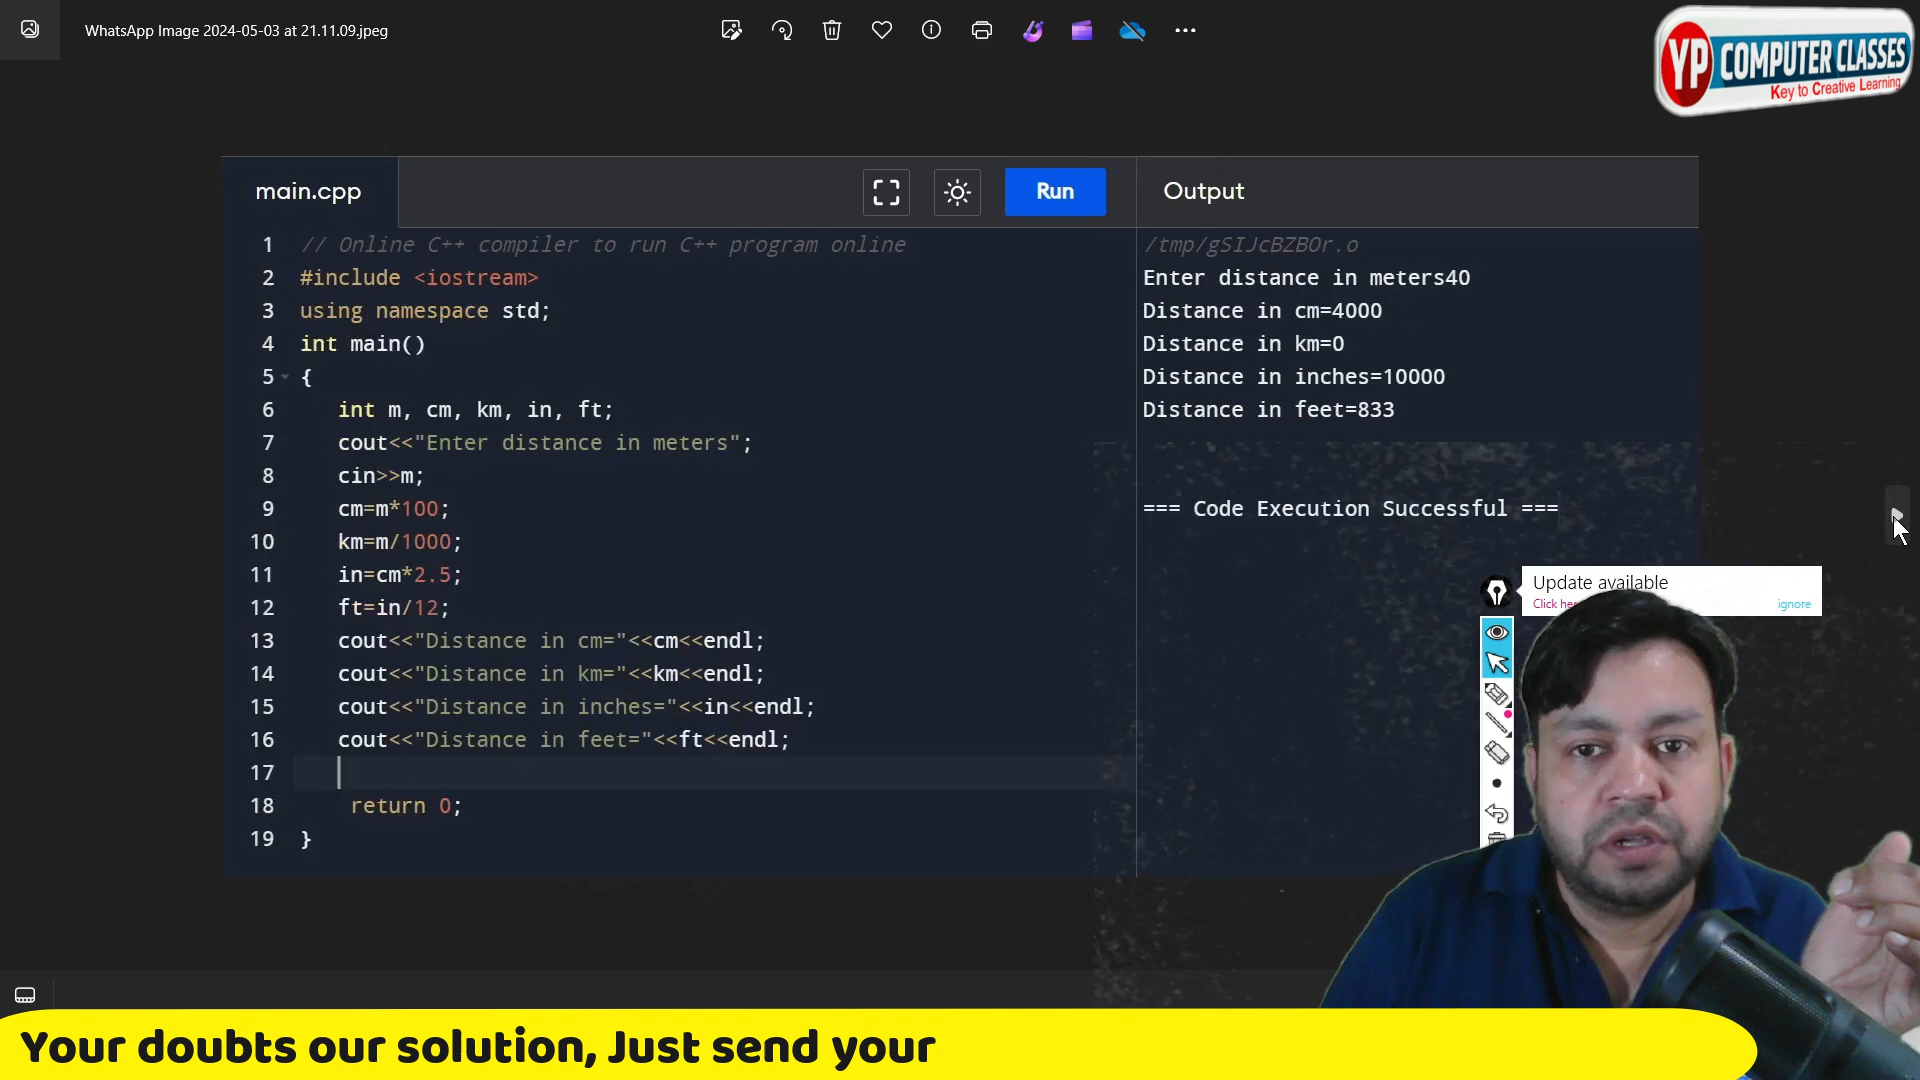 WhatsApp Image 2024-05-03 at 21.11.09.jpeg
YP COMPUTER CLASSES
Key to Creative Learning
main.cpp
Run
Output
1 // Online C++ compiler to run C++ program online
2 #include <iostream>
3 using namespace std;
4 int main()
5 {
6 int m, cm, km, in, ft;
7 cout<<"Enter distance in meters";
8 cin>>m;
9 cm=m*100;
10 km=m/1000;
11 in=cm*2.5;
12 ft=in/12;
13 cout<<"Distance in cm="<<cm<<endl;
14 cout<<"Distance in km="<<km<<endl;
15 cout<<"Distance in inches="<<in<<endl;
16 cout<<"Distance in feet="<<ft<<endl;
17
18 return 0;
19 }
/tmp/gSIJcBZBOr.o
Enter distance in meters40
Distance in cm=4000
Distance in km=0
Distance in inches=10000
Distance in feet=833
=== Code Execution Successful ===
Update available
Click
ignore
Your doubts our solution, Just send your